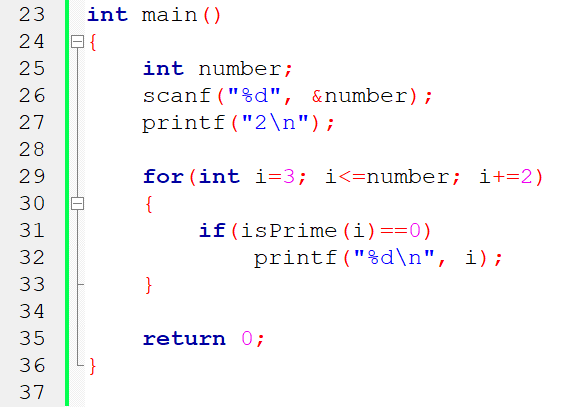 23 int main()
24 {
25     int number;
26     scanf("%d", &number);
27     printf("2\n");
28
29     for(int i=3; i<=number; i+=2)
30     {
31         if(isPrime(i)==0)
32             printf("%d\n", i);
33     }
34
35     return 0;
36 }
37